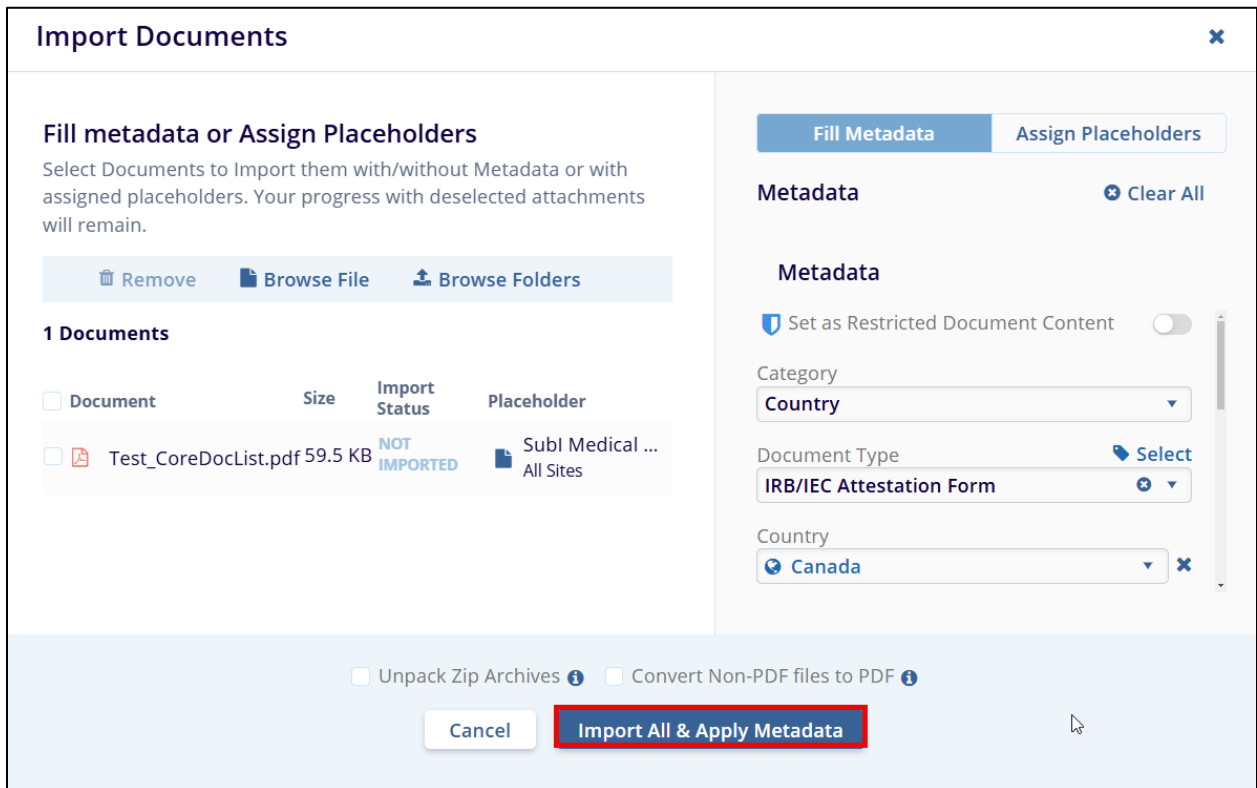 Import Documents
Fill metadata or Assign Placeholders
Select Documents to Import them with/without Metadata or with
assigned placeholders. Your progress with deselected attachments
will remain.
Remove Browse File Browse Folders
1 Documents
Document Size Import Status Placeholder
Test_CoreDocList.pdf 59.5 KB NOT IMPORTED SubI Medical ...
All Sites
Fill Metadata Assign Placeholders
Metadata Clear All
Metadata
Set as Restricted Document Content
Category
Country
Document Type Select
IRB/IEC Attestation Form
Country
Canada
Unpack Zip Archives Convert Non-PDF files to PDF
Cancel Import All & Apply Metadata